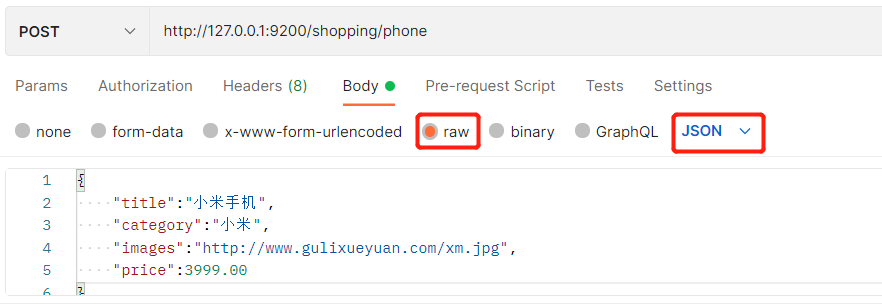 POST http://127.0.0.1:9200/shopping/phone
Params Authorization Headers (8) Body Pre-request Script Tests Settings
none form-data x-www-form-urlencoded raw binary GraphQL JSON
1 {
2 "title":"小米手机",
3 "category":"小米",
4 "images":"http://www.gulixueyuan.com/xm.jpg",
5 "price":3999.00
6 }